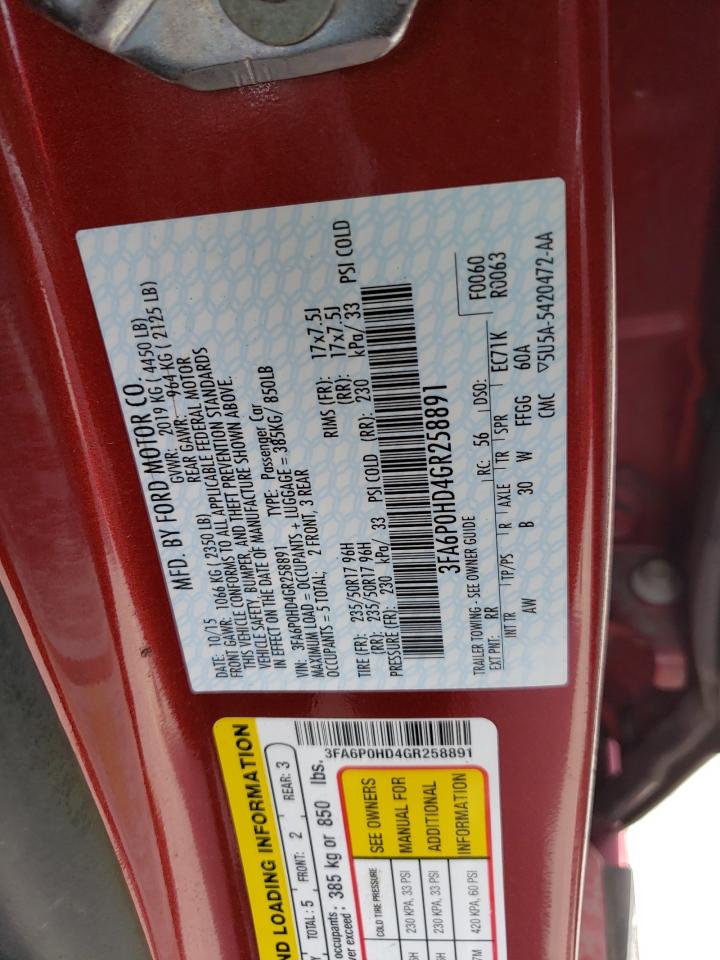 MFD. BY FORD MOTOR CO.
DATE: 10/15 GVWR: 2019 KG ( 4450 LB)
FRONT GAWR: 1066 KG ( 2350 LB) REAR GAWR: 964 KG ( 2125 LB)
THIS VEHICLE CONFORMS TO ALL APPLICABLE FEDERAL MOTOR
VEHICLE SAFETY, BUMPER, AND THEFT PREVENTION STANDARDS
IN EFFECT ON THE DATE OF MANUFACTURE SHOWN ABOVE.
VIN: 3FA6P0HD4GR258891 TYPE: Passenger Car
MAXIMUM LOAD = OCCUPANTS + LUGGAGE = 385KG/ 850LB
OCCUPANTS = 5 TOTAL: 2 FRONT, 3 REAR
TIRE (FR): 235/50R17 96H RIMS (FR): 17x7.5J
(RR): 235/50R17 96H (RR): 17x7.5J
PRESSURE (FR): 230 kPa/ 33 PSI COLD (RR): 230 kPa/ 33 PSI COLD
3FA6P0HD4GR258891
TRAILER TOWING - SEE OWNER GUIDE
EXT PNT: RR RC: 56 DSO: EC71K F0060
R0063
INT TR TP/PS R AXLE TR SPR
AW B 30 W FFGG 60A
CMC ▽5U5A-5420472-AA
ND LOADING INFORMATION
TOTAL: 5 FRONT: 2 REAR: 3
occupants: 385 kg or 850 lbs.
ver exceed:
3FA6P0HD4GR258891
COLD TIRE PRESSURE SEE OWNERS
230 KPA, 33 PSI MANUAL FOR
230 KPA, 33 PSI ADDITIONAL
7M 420 KPA, 60 PSI INFORMATION